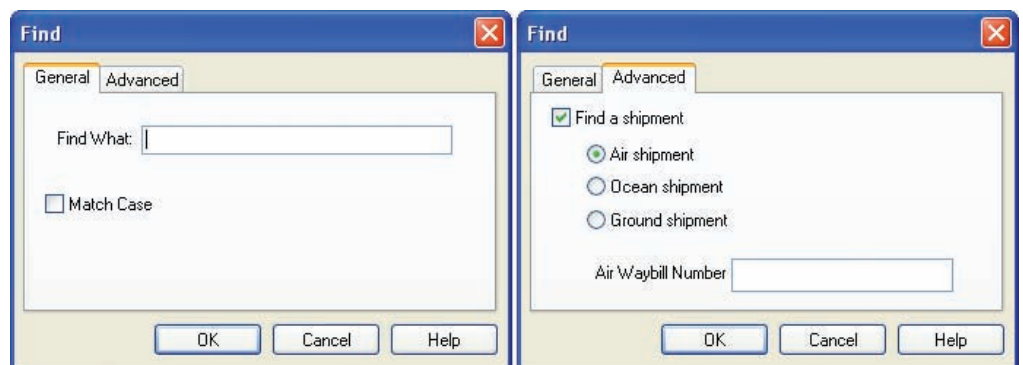 Find
General Advanced
Find What:
Match Case
OK Cancel Help
Find
General Advanced
Find a shipment
Air shipment
Ocean shipment
Ground shipment
Air Waybill Number
OK Cancel Help